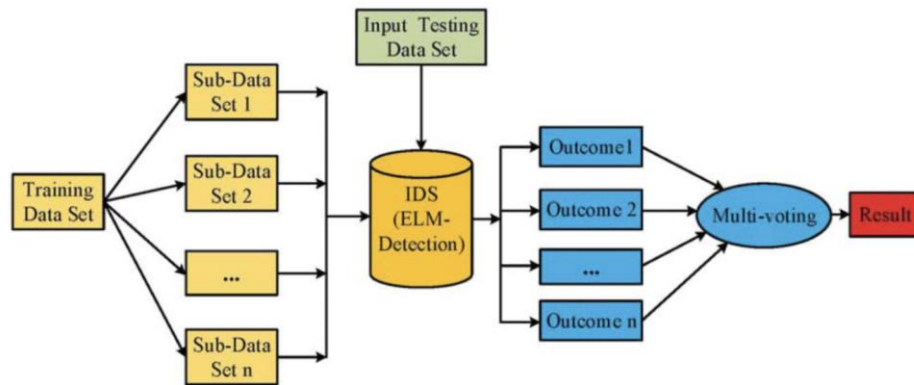 Training
Data Set
Sub-Data
Set 1
Sub-Data
Set 2
...
Sub-Data
Set n
Input Testing
Data Set
IDS
(ELM-
Detection)
Outcome1
Outcome 2
...
Outcome n
Multi-voting
Result